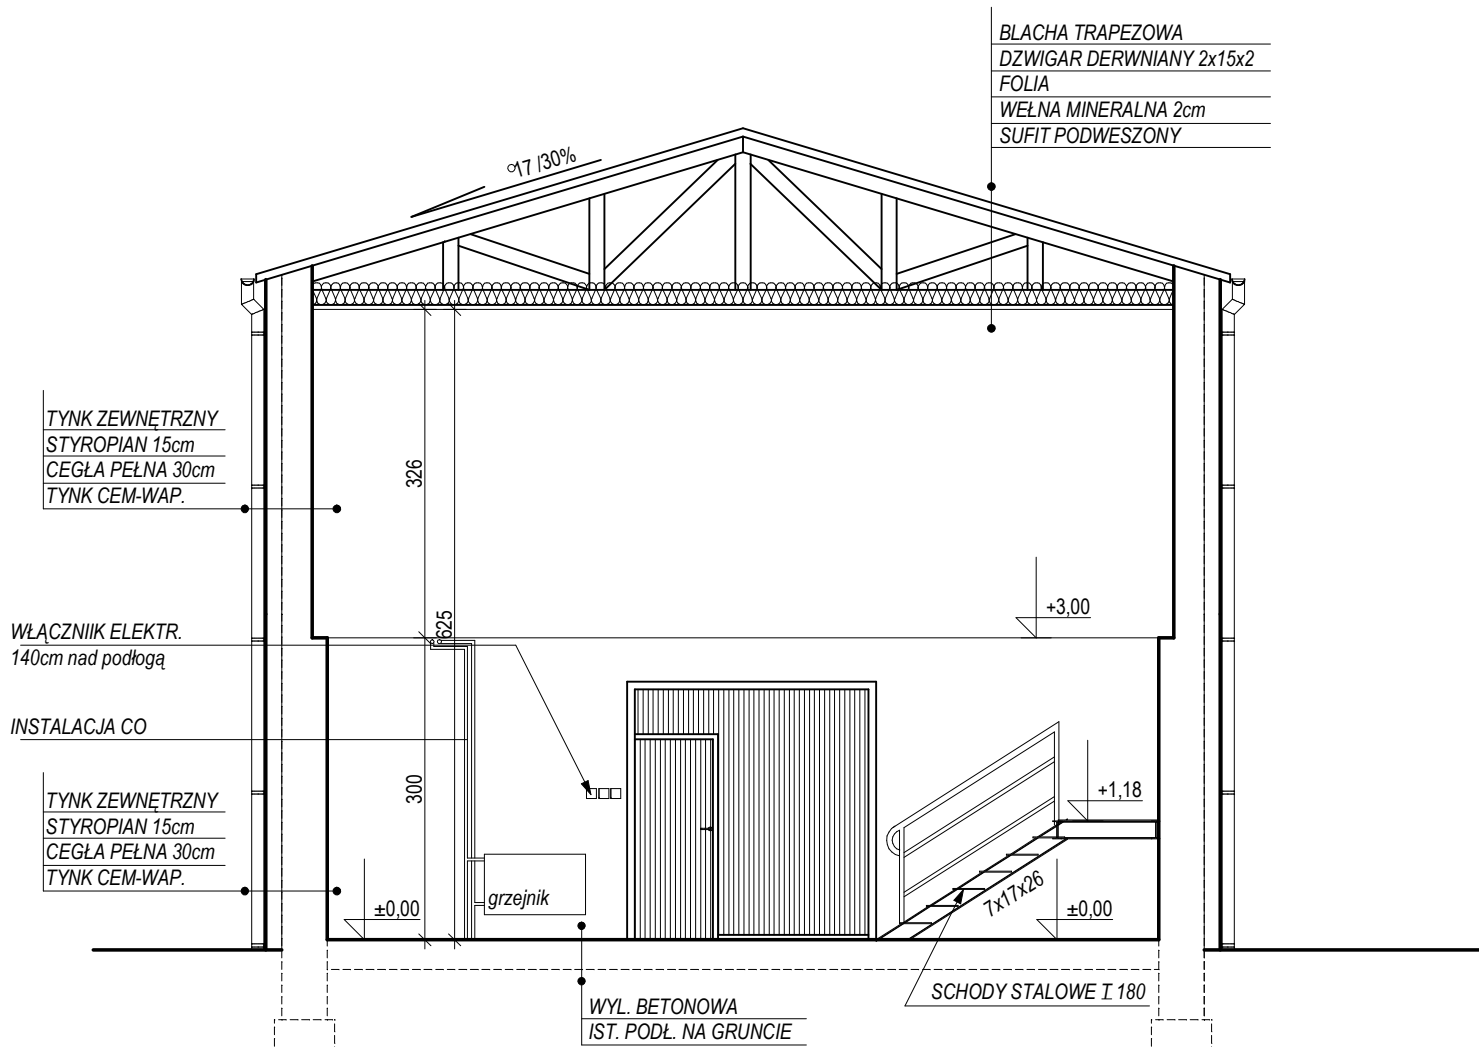 BLACHA TRAPEZOWA
DZWIGAR DERWNIANY 2x15x2
FOLIA
WEŁNA MINERALNA 2cm
SUFIT PODWESZONY
°17 /30%
TYNK ZEWNĘTRZNY
STYROPIAN 15cm
CEGŁA PEŁNA 30cm
TYNK CEM-WAP.
326
625
+3,00
WŁĄCZNIIK ELEKTR.
140cm nad podłogą
INSTALACJA CO
300
+1,18
TYNK ZEWNĘTRZNY
STYROPIAN 15cm
CEGŁA PEŁNA 30cm
TYNK CEM-WAP.
±0,00
grzejnik
7x17x26
±0,00
SCHODY STALOWE I 180
WYL. BETONOWA
IST. PODŁ. NA GRUNCIE